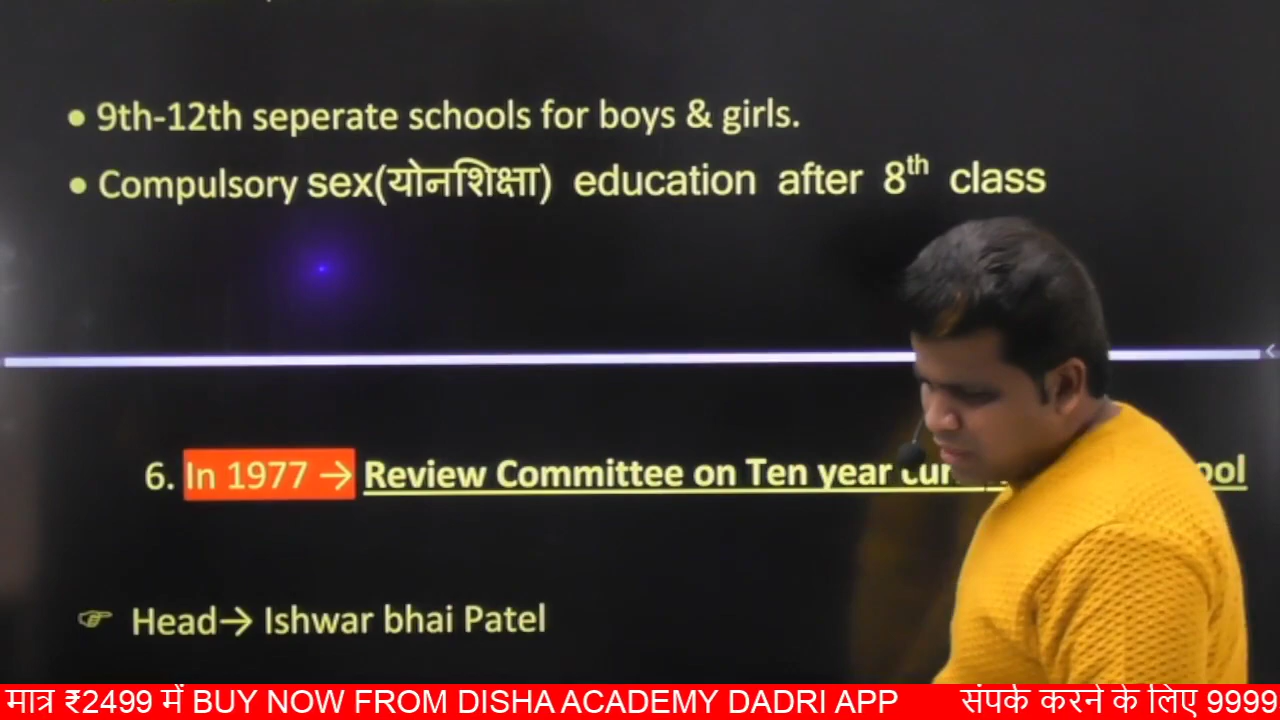 • 9th-12th seperate schools for boys & girls.
• Compulsory sex(योनशिक्षा) education after 8th class
6. In 1977 → Review Committee on Ten year ool
☞ Head→ Ishwar bhai Patel
मात्र ₹2499 में BUY NOW FROM DISHA ACADEMY DADRI APP संपर्क करने के लिए 9999